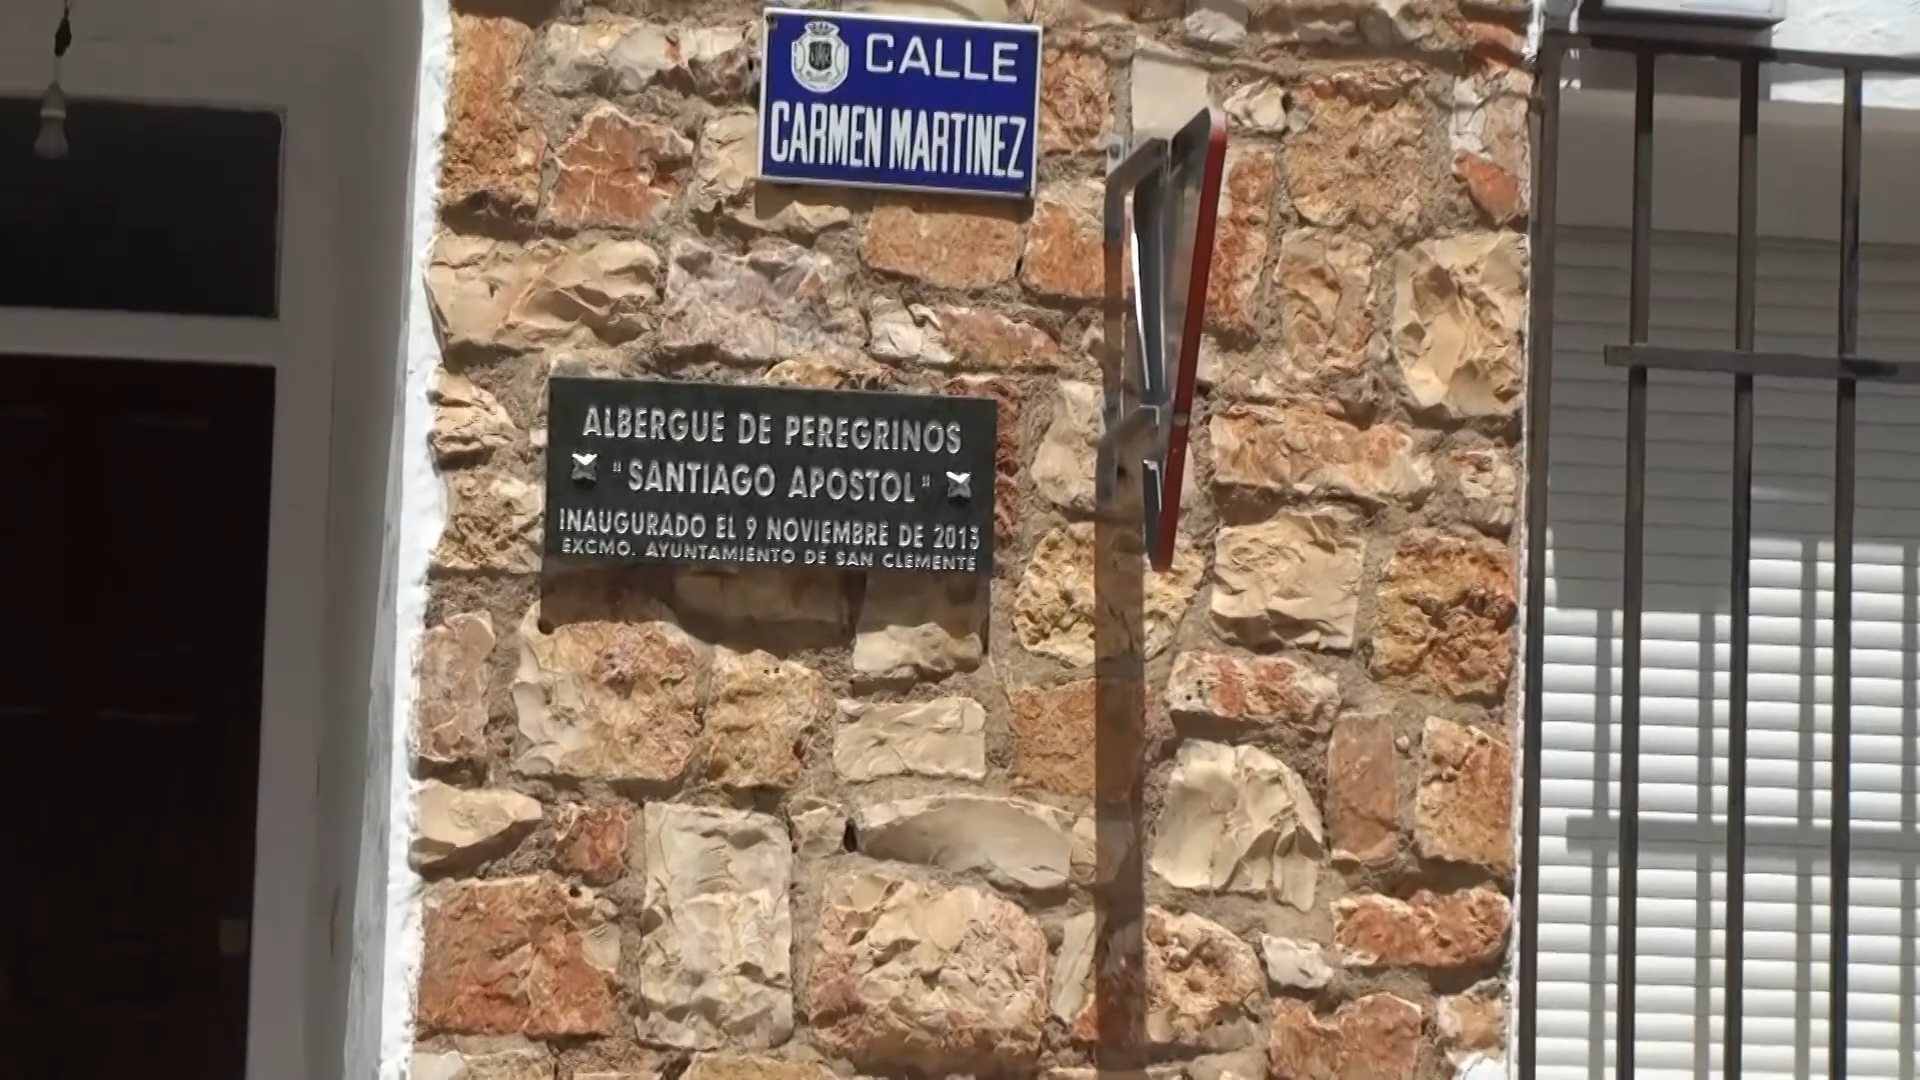 CALLE
CARMEN MARTINEZ
ALBERGUE DE PEREGRINOS
"SANTIAGO APOSTOL"
INAUGURADO EL 9 NOVIEMBRE DE 2013
EXCMO. AYUNTAMIENTO DE SAN CLEMENTE